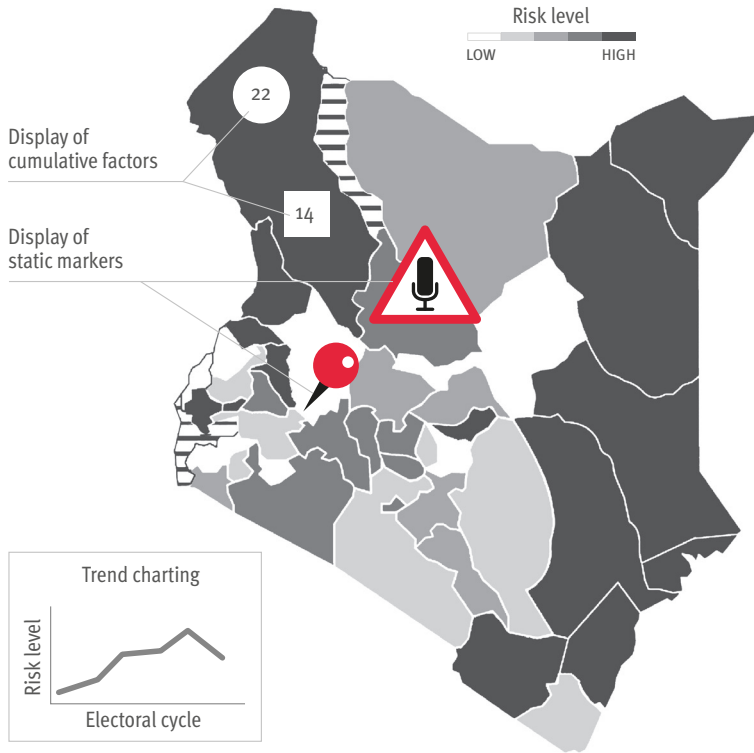 Risk level
LOW
HIGH
22
Display of
cumulative factors
14
Display of
static markers
Trend charting
Risk level
Electoral cycle